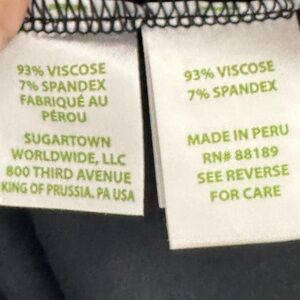 93% VISCOSE
7% SPANDEX
FABRIQUÉ AU
PÉROU
SUGARTOWN
WORLDWIDE, LLC
800 THIRD AVENUE
KING OF PRUSSIA, PA USA
93% VISCOSE
7% SPANDEX
MADE IN PERU
RN# 88189
SEE REVERSE
FOR CARE